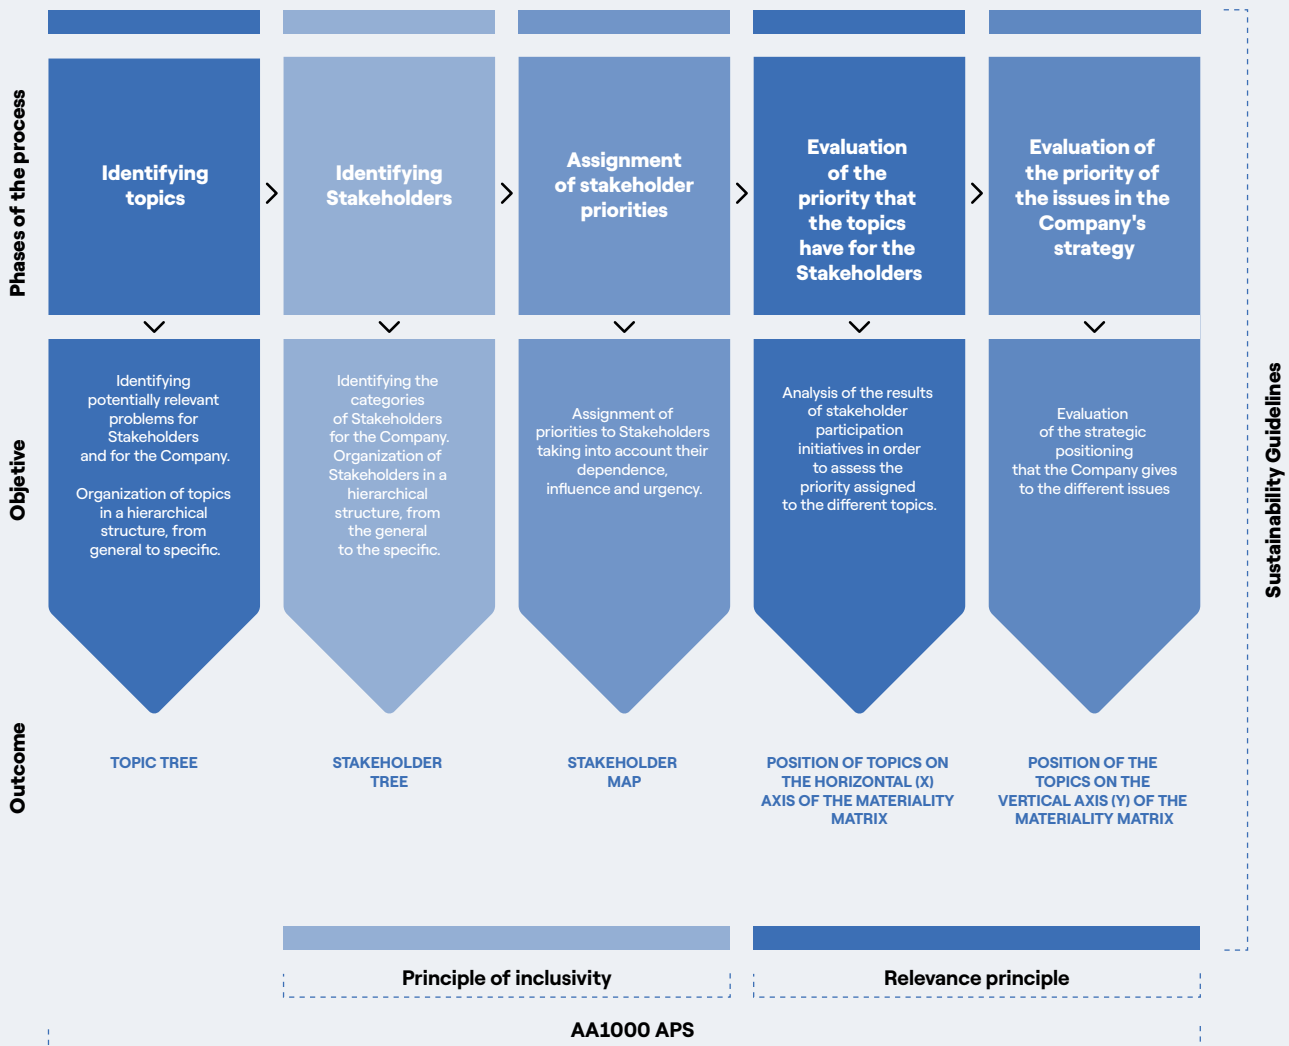 Phases of the process
Identifying
topics
Identifying
Stakeholders
Assignment
of stakeholder
priorities
Evaluation
of the
priority that
the topics
have for the
Stakeholders
Evaluation of
the priority of
the issues in the
Company's
strategy
Objetive
Identifying
potentially relevant
problems for
Stakeholders
and for the Company.
Organization of topics
in a hierarchical
structure, from
general to specific.
Identifying the
categories
of Stakeholders
for the Company.
Organization of
Stakeholders in a
hierarchical
structure, from
the general
to the specific.
Assignment of
priorities to Stakeholders
taking into account their
dependence,
influence and urgency.
Analysis of the results
of stakeholder
participation
initiatives in order
to assess the
priority assigned
to the different topics.
Evaluation
of the strategic
positioning
that the Company gives
to the different issues
Outcome
TOPIC TREE
STAKEHOLDER
TREE
STAKEHOLDER
MAP
POSITION OF TOPICS ON
THE HORIZONTAL (X)
AXIS OF THE MATERIALITY
MATRIX
POSITION OF THE
TOPICS ON THE
VERTICAL AXIS (Y) OF THE
MATERIALITY MATRIX
Sustainability Guidelines
Principle of inclusivity
Relevance principle
AA1000 APS